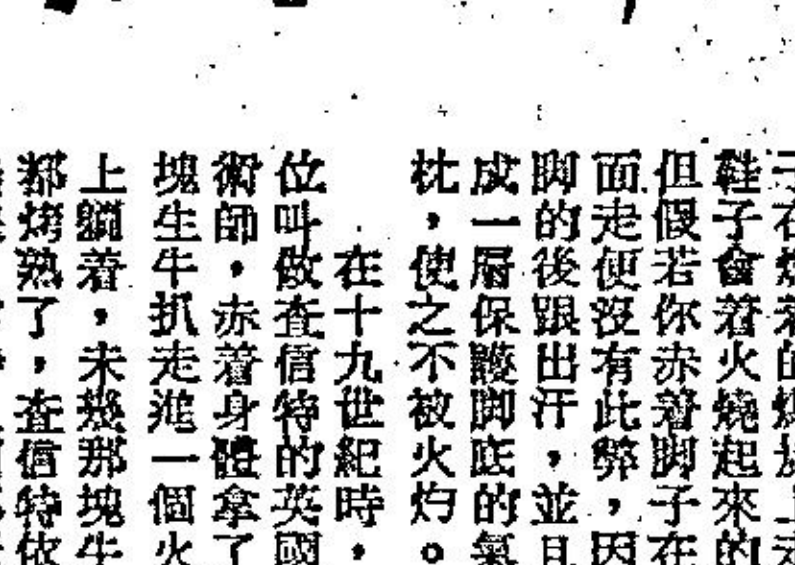 鞋子會着火燒起來的
但假若你赤着脚子在
面走便沒有此弊，因
脚的後跟出汗，並且
成一層保護脚底的氣
枕，使之不被火灼。
在十九世紀時，
位叫做查信特的英國
術師，赤着身體拿了
塊生牛扒走進一個火
上躺着，未幾那塊牛
都烤熟了，查信特依